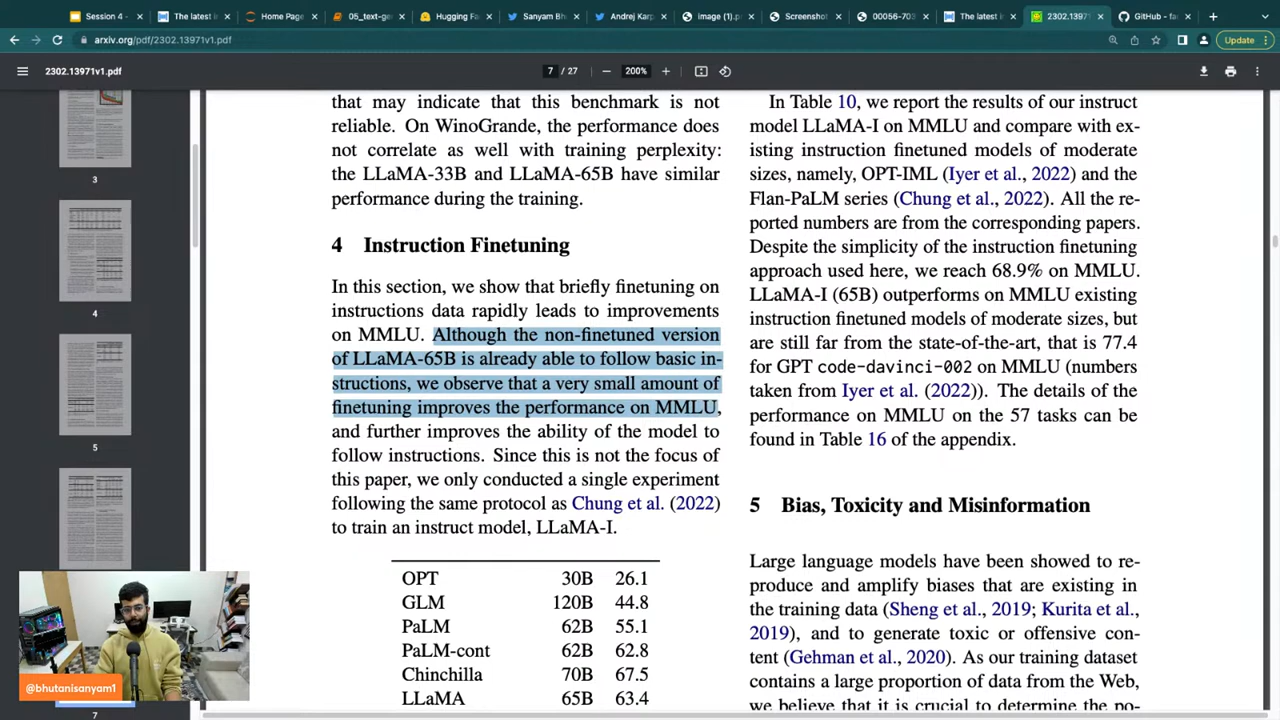 Session 4 -
The latest i
Home Page
05_text-ge
Hugging Fa
Sanyam Bh
Andrej Karp
Image (1).p
Screenshot
00056-703
The latest i
2302.13971
GitHub - fa
arxiv.org/pdf/2302.13971v1.pdf
Update
2302.13971v1.pdf
7 / 27
200%
3
4
5
7
that may indicate that this benchmark is not
reliable. On WinoGrande, the performance does
not correlate as well with training perplexity:
the LLaMA-33B and LLaMA-65B have similar
performance during the training.
4 Instruction Finetuning
In this section, we show that briefly finetuning on
instructions data rapidly leads to improvements
on MMLU. Although the non-finetuned version
of LLaMA-65B is already able to follow basic in-
structions, we observe that a very small amount of
finetuning improves the performance on MMLU,
and further improves the ability of the model to
follow instructions. Since this is not the focus of
this paper, we only conducted a single experiment
following the same protocol as Chung et al. (2022)
to train an instruct model, LLaMA-I.
OPT 30B 26.1
GLM 120B 44.8
PaLM 62B 55.1
PaLM-cont 62B 62.8
Chinchilla 70B 67.5
LLaMA 65B 63.4
In Table 10, we report the results of our instruct
model LLaMA-I on MMLU and compare with ex-
isting instruction finetuned models of moderate
sizes, namely, OPT-IML (Iyer et al., 2022) and the
Flan-PaLM series (Chung et al., 2022). All the re-
ported numbers are from the corresponding papers.
Despite the simplicity of the instruction finetuning
approach used here, we reach 68.9% on MMLU.
LLaMA-I (65B) outperforms on MMLU existing
instruction finetuned models of moderate sizes, but
are still far from the state-of-the-art, that is 77.4
for GPT code-davinci-002 on MMLU (numbers
taken from Iyer et al. (2022)). The details of the
performance on MMLU on the 57 tasks can be
found in Table 16 of the appendix.
5 Bias, Toxicity and Misinformation
Large language models have been showed to re-
produce and amplify biases that are existing in
the training data (Sheng et al., 2019; Kurita et al.,
2019), and to generate toxic or offensive con-
tent (Gehman et al., 2020). As our training dataset
contains a large proportion of data from the Web,
we believe that it is crucial to determine the po-
@bhutanisanyam1